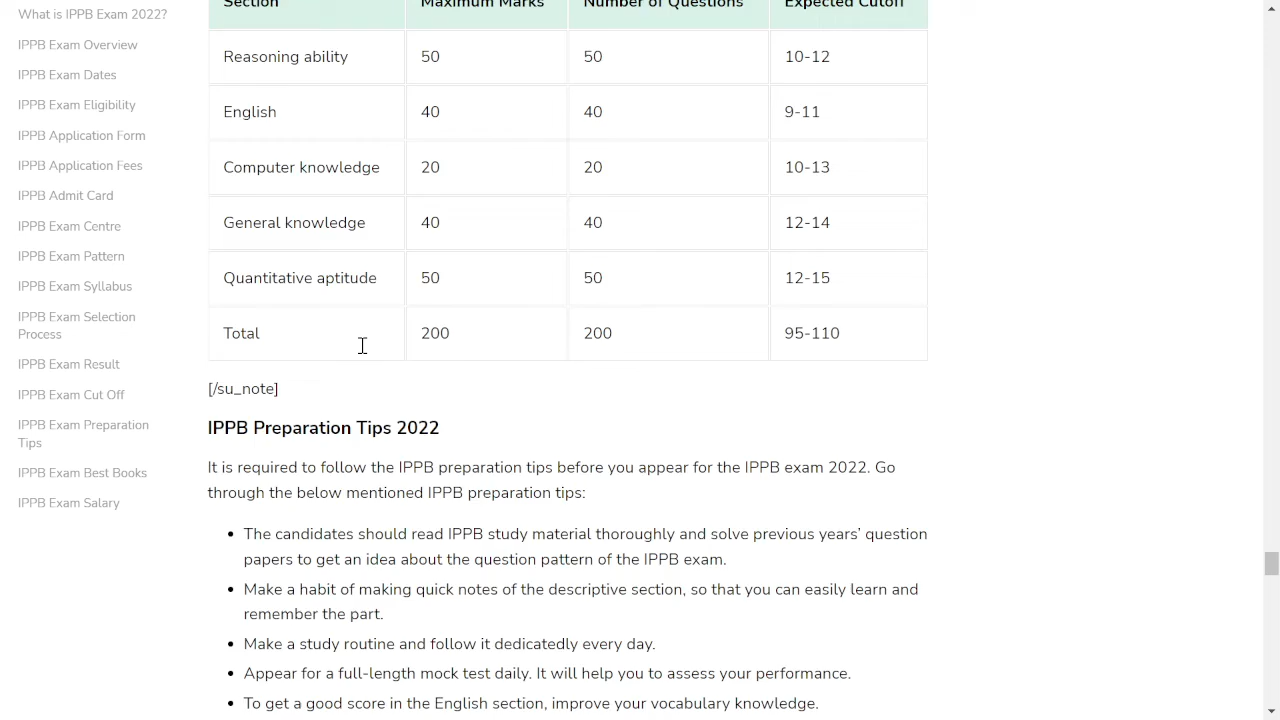 What is IPPB Exam 2022?
IPPB Exam Overview
IPPB Exam Dates
IPPB Exam Eligibility
IPPB Application Form
IPPB Application Fees
IPPB Admit Card
IPPB Exam Centre
IPPB Exam Pattern
IPPB Exam Syllabus
IPPB Exam Selection
Process
IPPB Exam Result
IPPB Exam Cut Off
IPPB Exam Preparation
Tips
IPPB Exam Best Books
IPPB Exam Salary
Section Maximum Marks Number of Questions Expected Cutoff
Reasoning ability 50 50 10-12
English 40 40 9-11
Computer knowledge 20 20 10-13
General knowledge 40 40 12-14
Quantitative aptitude 50 50 12-15
Total 200 200 95-110
[/su_note]
IPPB Preparation Tips 2022
It is required to follow the IPPB preparation tips before you appear for the IPPB exam 2022. Go
through the below mentioned IPPB preparation tips:
• The candidates should read IPPB study material thoroughly and solve previous years’ question
papers to get an idea about the question pattern of the IPPB exam.
• Make a habit of making quick notes of the descriptive section, so that you can easily learn and
remember the part.
• Make a study routine and follow it dedicatedly every day.
• Appear for a full-length mock test daily. It will help you to assess your performance.
• To get a good score in the English section, improve your vocabulary knowledge.